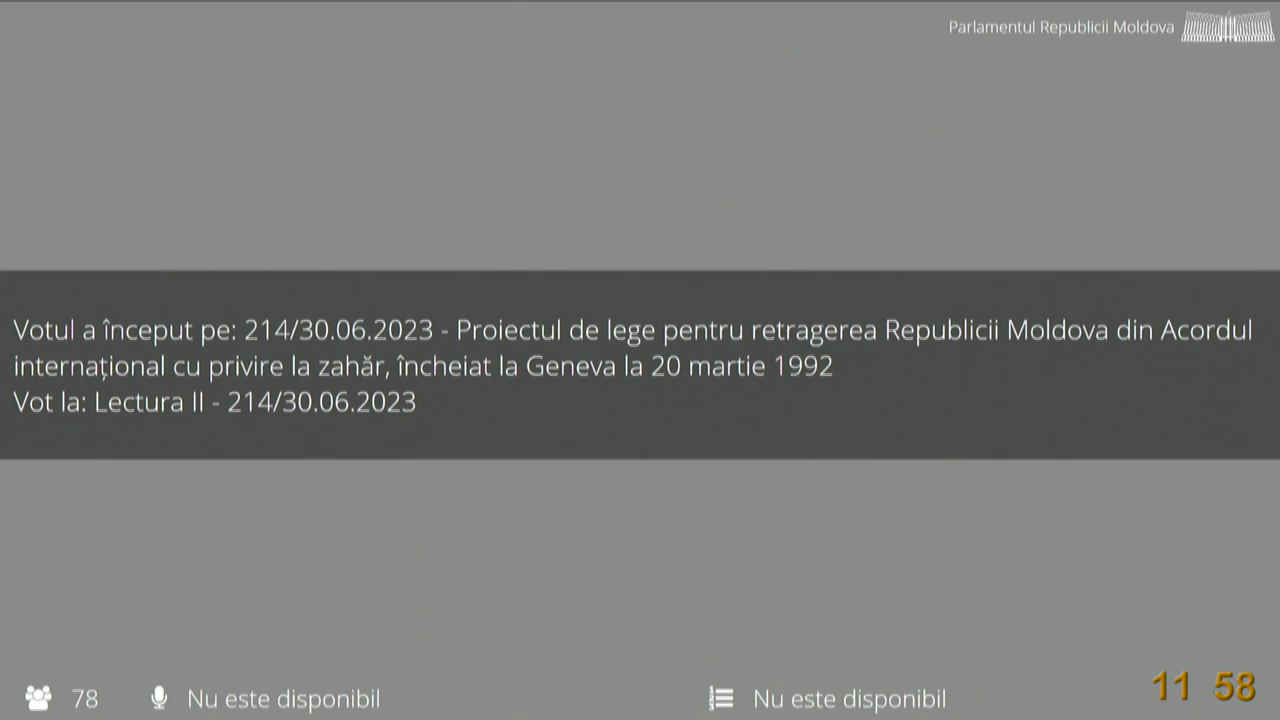 Parlamentul Republicii Moldova
Votul a început pe: 214/30.06.2023 - Proiectul de lege pentru retragerea Republicii Moldova din Acordul
internațional cu privire la zahăr, încheiat la Geneva la 20 martie 1992
Vot la: Lectura II - 214/30.06.2023
78 Nu este disponibil Nu este disponibil 11 58